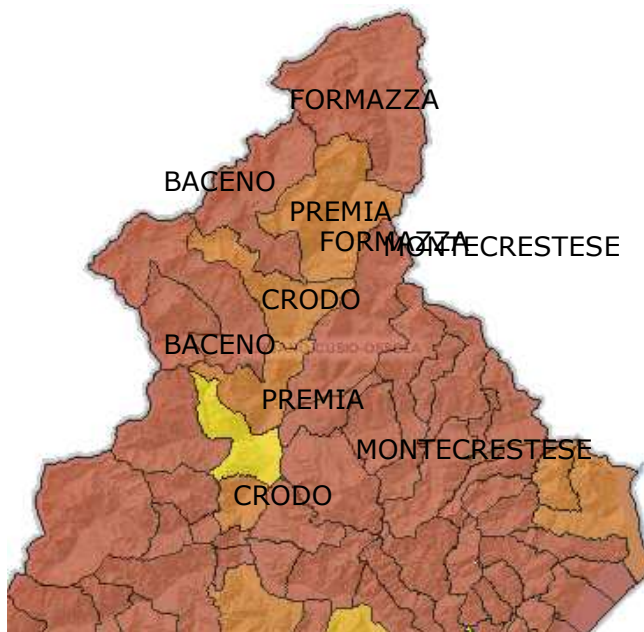 FORMAZZA
BACENO
PREMIA
FORMAZZA
MONTECRESTESE
CRODO
BACENO
PREMIA
MONTECRESTESE
CRODO